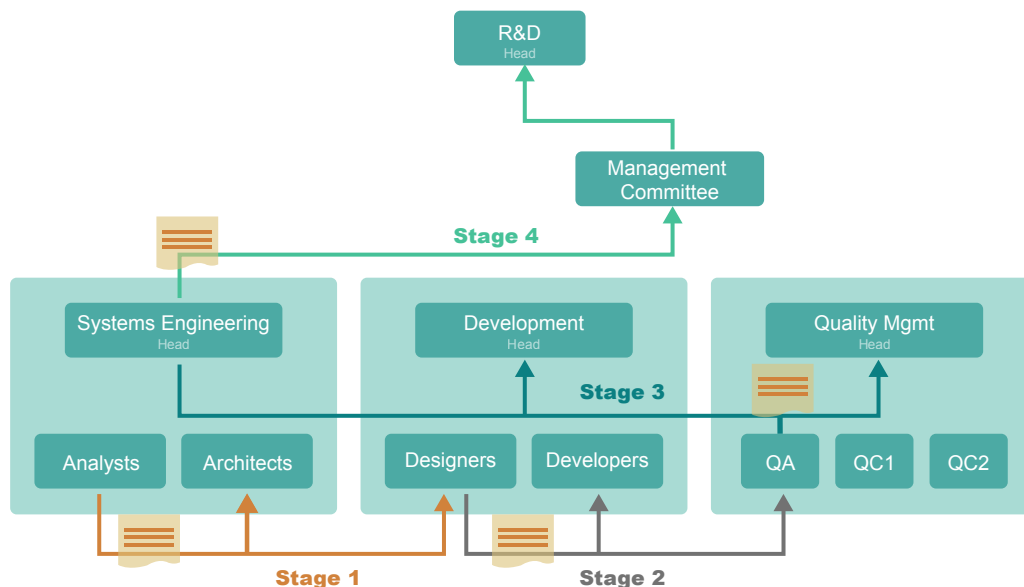 R&D
Head
Management
Committee
Stage 4
Systems Engineering
Head
Development
Head
Quality Mgmt
Head
Stage 3
Analysts
Architects
Designers
Developers
QA
QC1
QC2
Stage 1
Stage 2